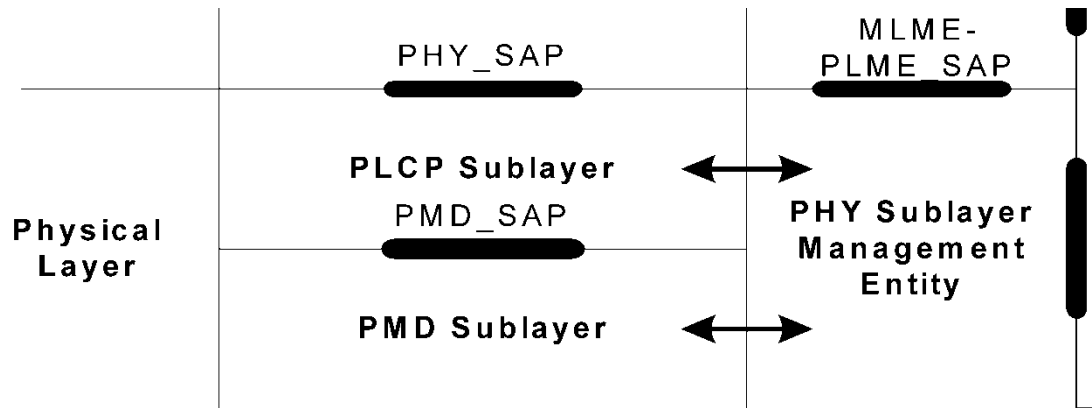 PHY_SAP
MLME-
PLME_SAP
PLCP Sublayer
PMD_SAP
Physical
Layer
PHY Sublayer
Management
Entity
PMD Sublayer